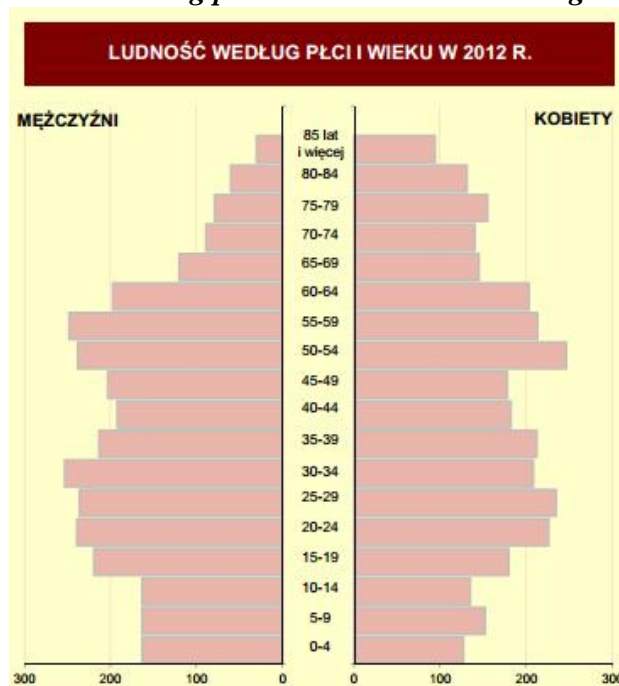 LUDNOŚĆ WEDŁUG PŁCI I WIEKU W 2012 R.
MĘŻCZYŹNI
KOBIETY
85 lat
i więcej
80-84
75-79
70-74
65-69
60-64
55-59
50-54
45-49
40-44
35-39
30-34
25-29
20-24
15-19
10-14
5-9
0-4
300 200 100 0 0 100 200 300